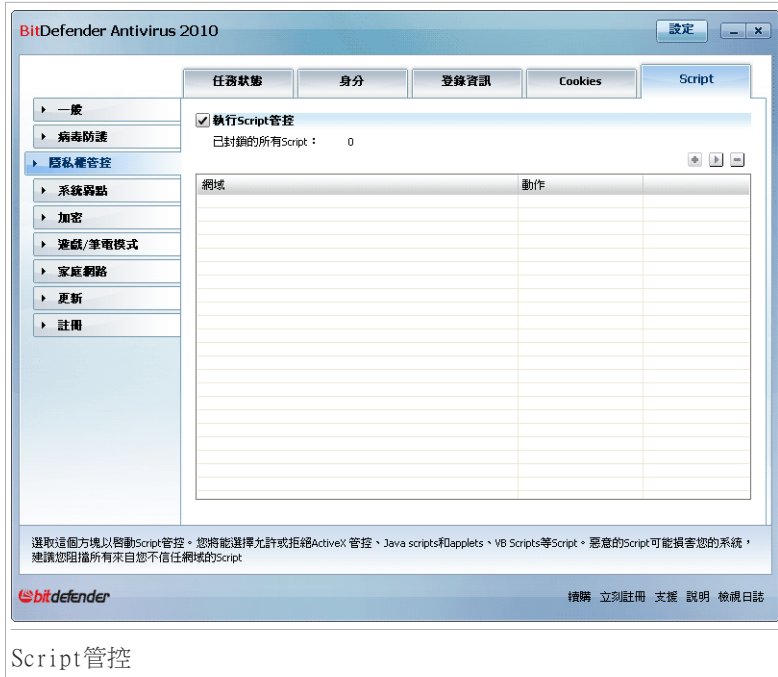 BitDefender Antivirus 2010
設定
任務狀態
身分
登錄資訊
Cookies
Script
一般
病毒防護
隱私權管控
系統弱點
加密
遊戲/筆電模式
家庭網路
更新
註冊
執行Script管控
已封鎖的所有Script： 0
網域 動作
選取這個方塊以啓動Script管控。您將能選擇允許或拒絕ActiveX 管控、Java scripts和applets、VB Scripts等Script。惡意的Script可能損害您的系統，
建議您阻擋所有來自您不信任網域的Script
bitdefender
續購 立刻註冊 支援 說明 檢視日誌
Script管控